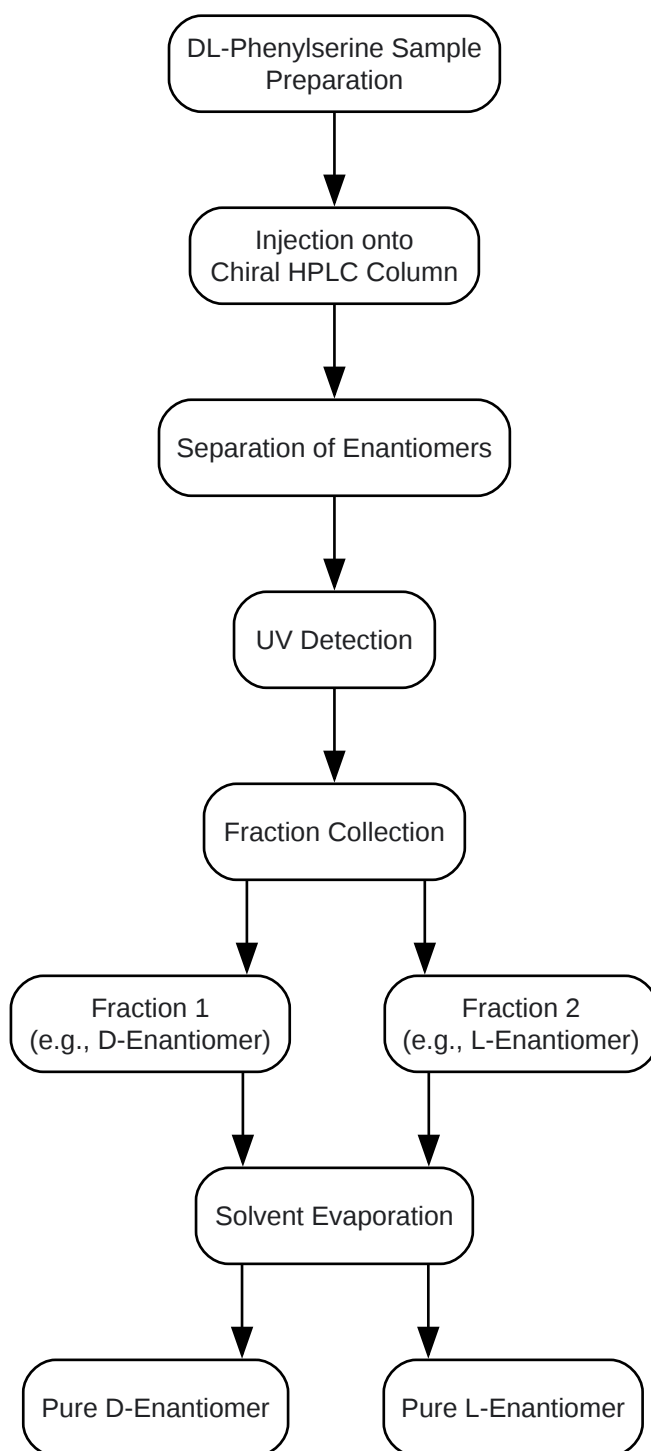 DL-Phenylserine Sample
Preparation
Injection onto
Chiral HPLC Column
Separation of Enantiomers
UV Detection
Fraction Collection
Fraction 1
(e.g., D-Enantiomer)
Fraction 2
(e.g., L-Enantiomer)
Solvent Evaporation
Pure D-Enantiomer
Pure L-Enantiomer